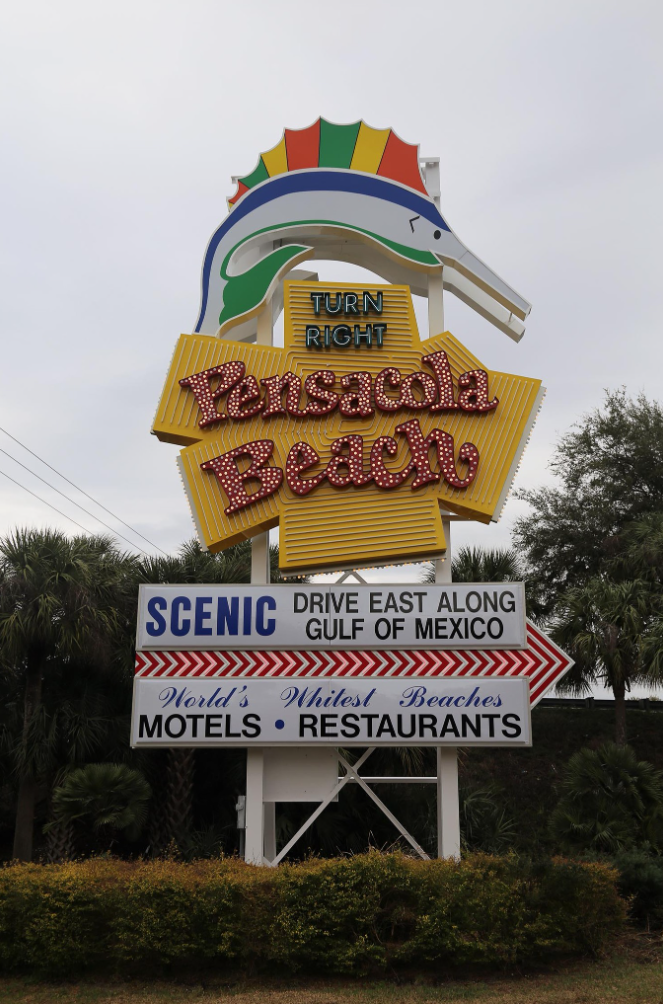 TURN
RIGHT
Pensacola
Beach
SCENIC DRIVE EAST ALONG
GULF OF MEXICO
World's Whitest Beaches
MOTELS • RESTAURANTS